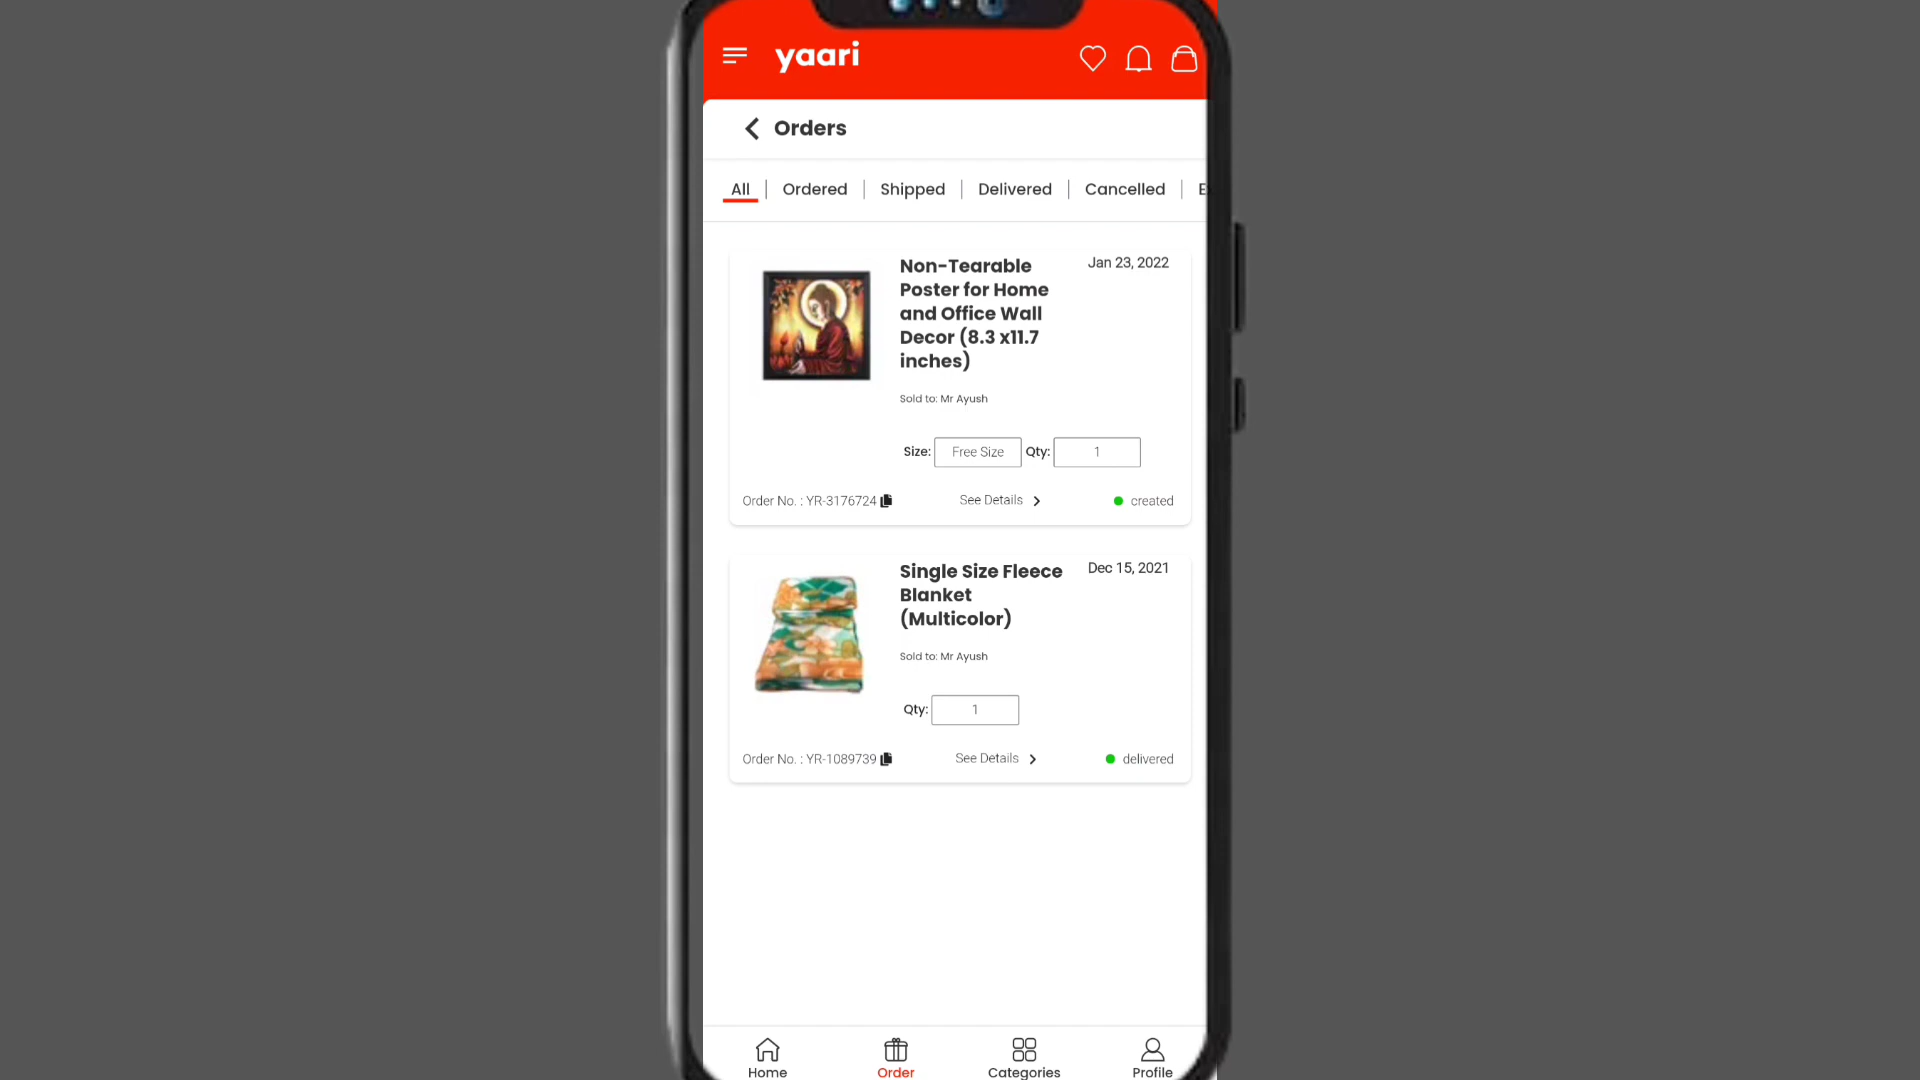 yaari
Orders
All | Ordered | Shipped | Delivered | Cancelled |
Non-Tearable
Poster for Home
and Office Wall
Decor (8.3 x11.7
inches)
Jan 23, 2022
Sold to: Mr Ayush
Size: Free Size Qty: 1
Order No. : YR-3176724 See Details created
Single Size Fleece
Blanket
(Multicolor)
Dec 15, 2021
Sold to: Mr Ayush
Qty: 1
Order No. : YR-1089739 See Details delivered
Home Order Categories Profile